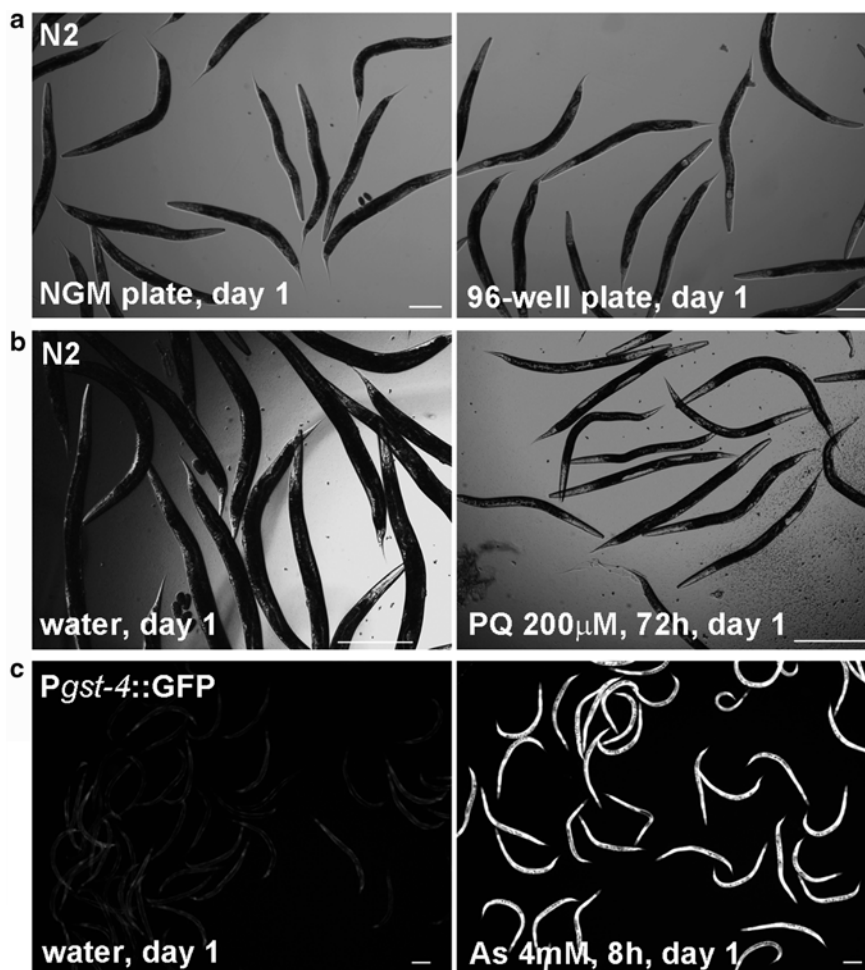 a
N2
NGM plate, day 1
96-well plate, day 1
b
N2
water, day 1
PQ 200μM, 72h, day 1
c
Pgst-4::GFP
water, day 1
As 4mM, 8h, day 1